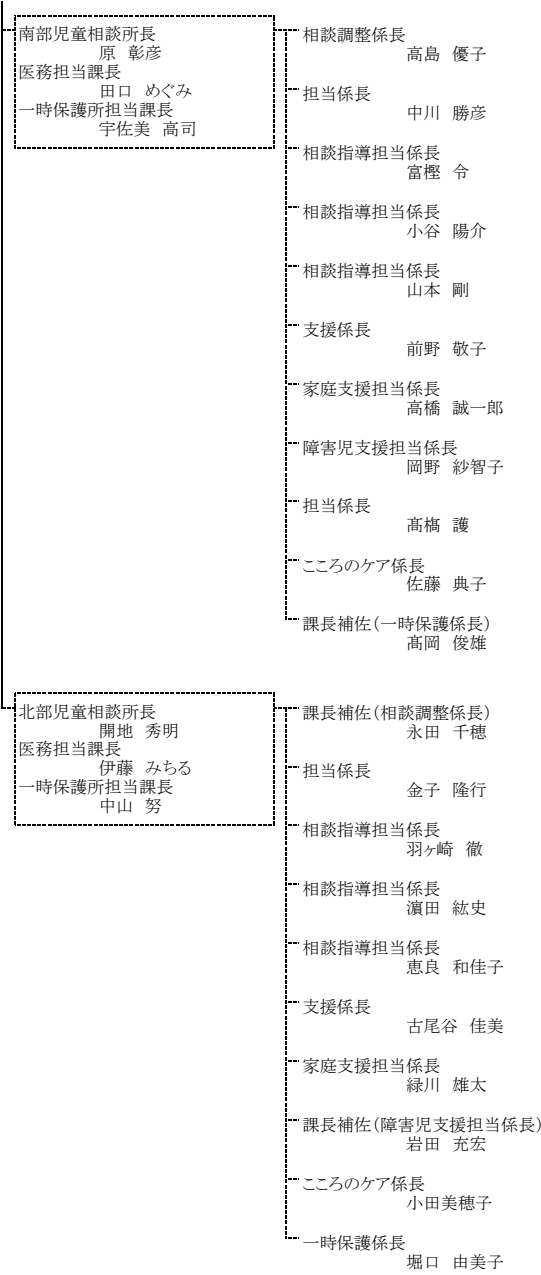 南部児童相談所長
原 彰彦
医務担当課長
田口 めぐみ
一時保護所担当課長
宇佐美 高司
相談調整係長
高島 優子
担当係長
中川 勝彦
相談指導担当係長
富樫 令
相談指導担当係長
小谷 陽介
相談指導担当係長
山本 剛
支援係長
前野 敬子
家庭支援担当係長
高橋 誠一郎
障害児支援担当係長
岡野 紗智子
担当係長
髙槗 護
こころのケア係長
佐藤 典子
課長補佐(一時保護係長)
髙岡 俊雄
北部児童相談所長
開地 秀明
医務担当課長
伊藤 みちる
一時保護所担当課長
中山 努
課長補佐(相談調整係長)
永田 千穂
担当係長
金子 隆行
相談指導担当係長
羽ヶ崎 徹
相談指導担当係長
濵田 紘史
相談指導担当係長
恵良 和佳子
支援係長
古尾谷 佳美
家庭支援担当係長
緑川 雄太
課長補佐(障害児支援担当係長)
岩田 充宏
こころのケア係長
小田美穂子
一時保護係長
堀口 由美子